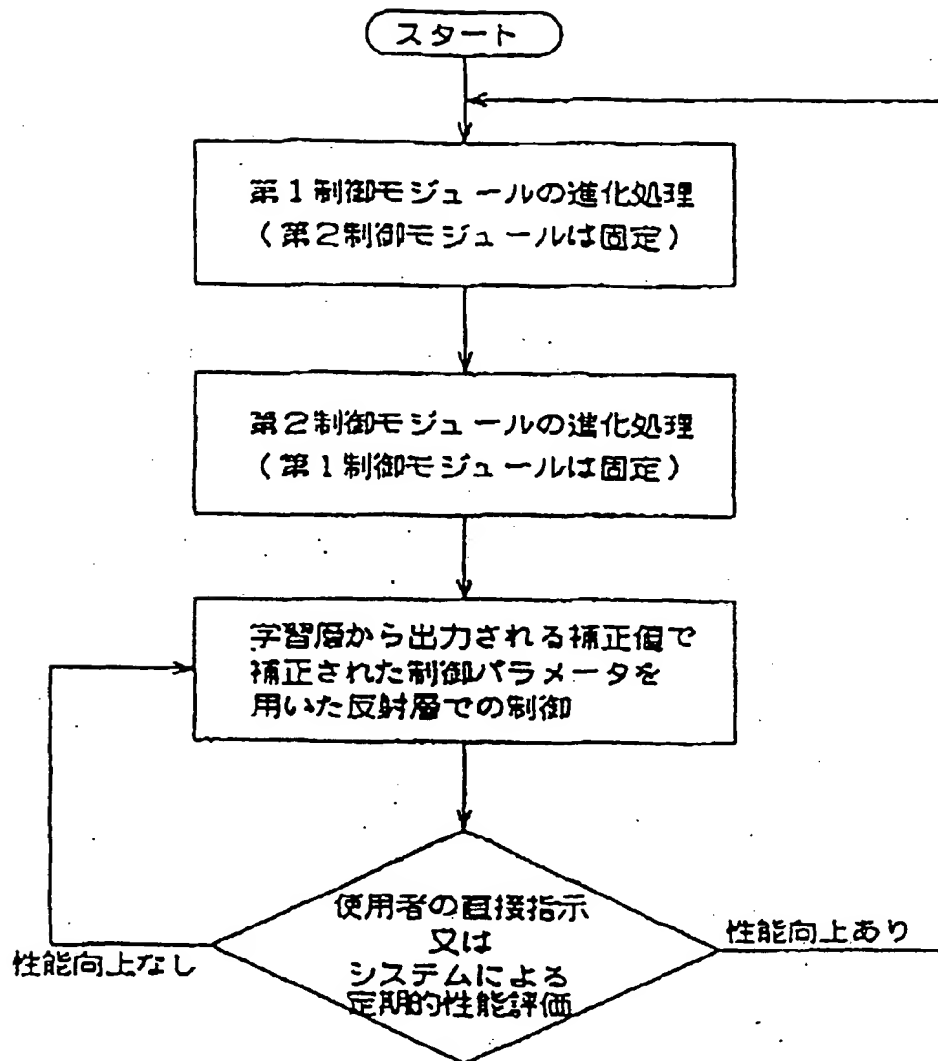 スタート
第1制御モジュールの進化処理
(第2制御モジュールは固定)
第2制御モジュールの進化処理
(第1制御モジュールは固定)
学習層から出力される補正値で
補正された制御パラメータを
用いた反射層での制御
使用者の直接指示
又は
システムによる
定期的性能評価
性能向上なし
性能向上あり